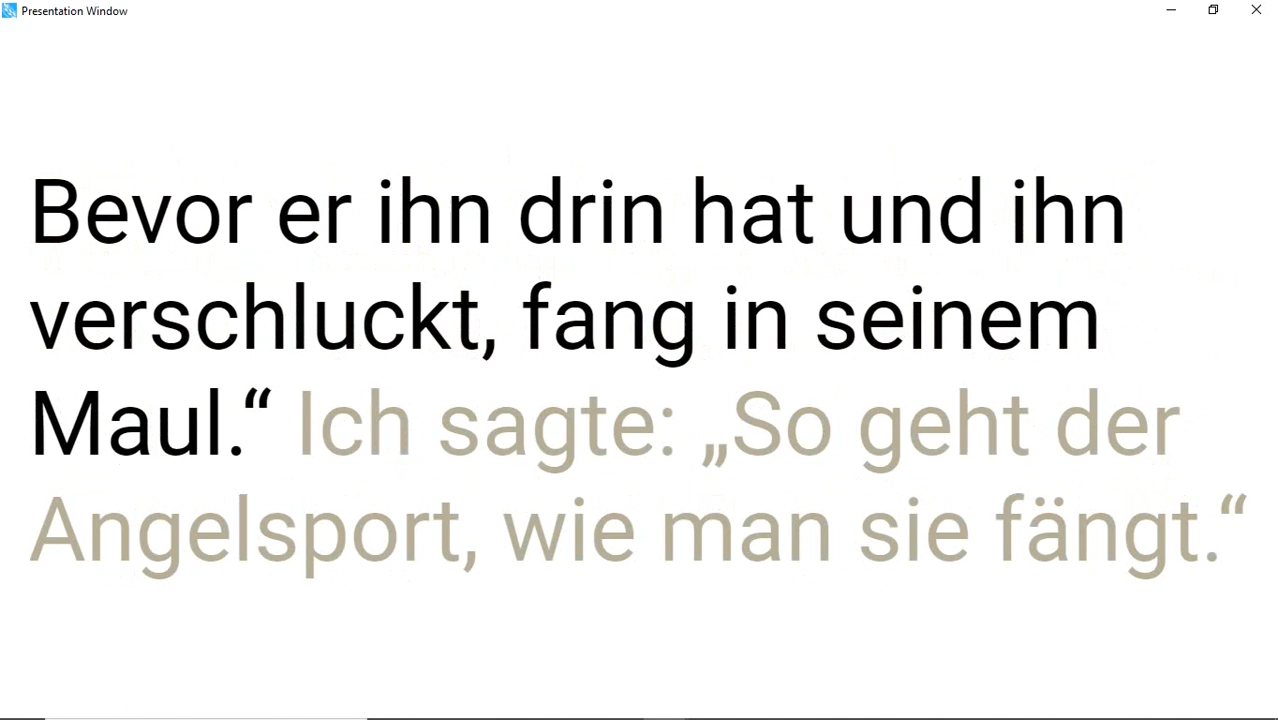 Presentation Window
Bevor er ihn drin hat und ihn
verschluckt, fang in seinem
Maul.“ Ich sagte: „So geht der
Angelsport, wie man sie fängt.“